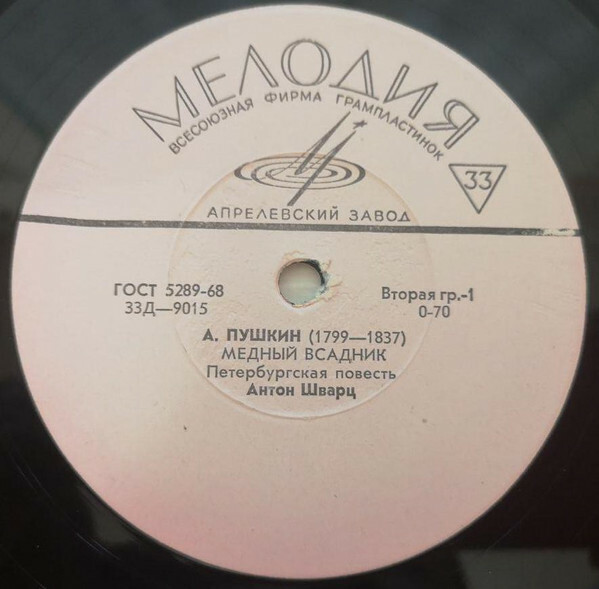 МЕЛОДИЯ
ВСЕСОЮЗНАЯ ФИРМА ГРАМПЛАСТИНОК
33
АПРЕЛЕВСКИЙ ЗАВОД
ГОСТ 5289-68
33Д—9015
Вторая гр.-1
0-70
А. ПУШКИН (1799—1837)
МЕДНЫЙ ВСАДНИК
Петербургская повесть
Антон Шварц